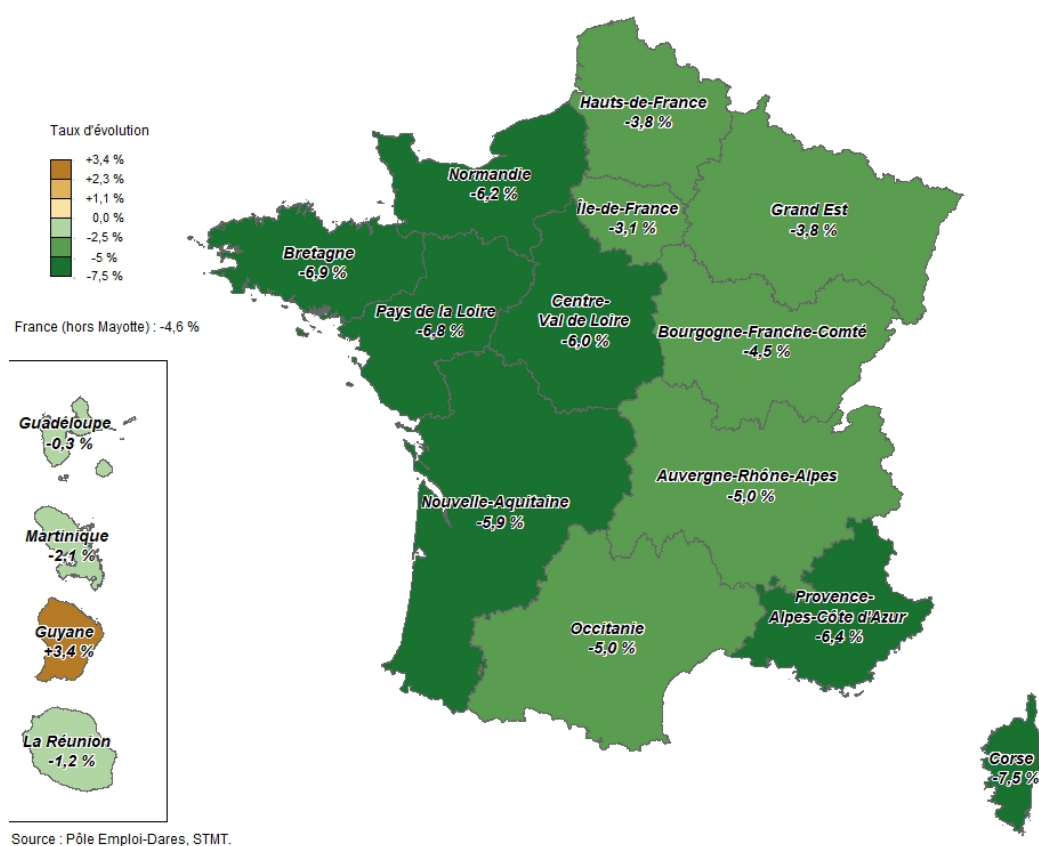 Taux d'évolution
+3,4 %
+2,3 %
+1,1 %
0,0 %
-2,5 %
-5 %
-7,5 %
France (hors Mayotte) : -4,6 %
Hauts-de-France
-3,8 %
Normandie
-6,2 %
Île-de-France
-3,1 %
Grand Est
-3,8 %
Bretagne
-6,9 %
Pays de la Loire
-6,8 %
Centre-
Val de Loire
-6,0 %
Bourgogne-Franche-Comté
-4,5 %
Auvergne-Rhône-Alpes
-5,0 %
Nouvelle-Aquitaine
-5,9 %
Occitanie
-5,0 %
Provence-
Alpes-Côte d'Azur
-6,4 %
Corse
-7,5 %
Guadéloupe
-0,3 %
Martinique
-2,1 %
Guyane
+3,4 %
La Réunion
-1,2 %
Source : Pôle Emploi-Dares, STMT.